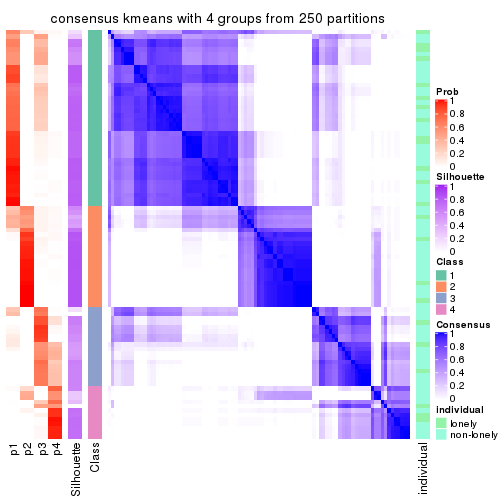 consensus kmeans with 4 groups from 250 partitions
Prob
1
0.8
0.6
0.4
0.2
0
Silhouette
1
0.8
0.6
0.4
0.2
0
Class
1
2
3
4
Consensus
1
0.8
0.6
0.4
0.2
0
individual
lonely
non-lonely
p1
p2
p3
p4
Silhouette
Class
individual